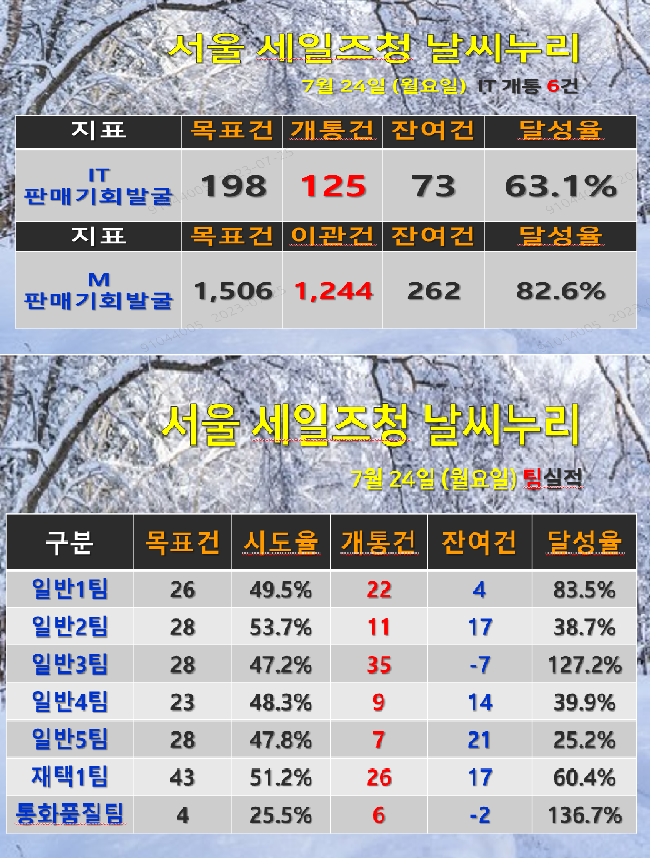 서울 세일즈청 날씨누리
7월 24일 (월요일) IT 개통 6건
지표 목표건 개통건 잔여건 달성율
IT
판매기회발굴 198 125 73 63.1%
지표 목표건 이관건 잔여건 달성율
M
판매기회발굴 1,506 1,244 262 82.6%
서울 세일즈청 날씨누리
7월 24일 (월요일) 팀실적
구분 목표건 시도율 개통건 잔여건 달성율
일반1팀 26 49.5% 22 4 83.5%
일반2팀 28 53.7% 11 17 38.7%
일반3팀 28 47.2% 35 -7 127.2%
일반4팀 23 48.3% 9 14 39.9%
일반5팀 28 47.8% 7 21 25.2%
재택1팀 43 51.2% 26 17 60.4%
통화품질팀 4 25.5% 6 -2 136.7%